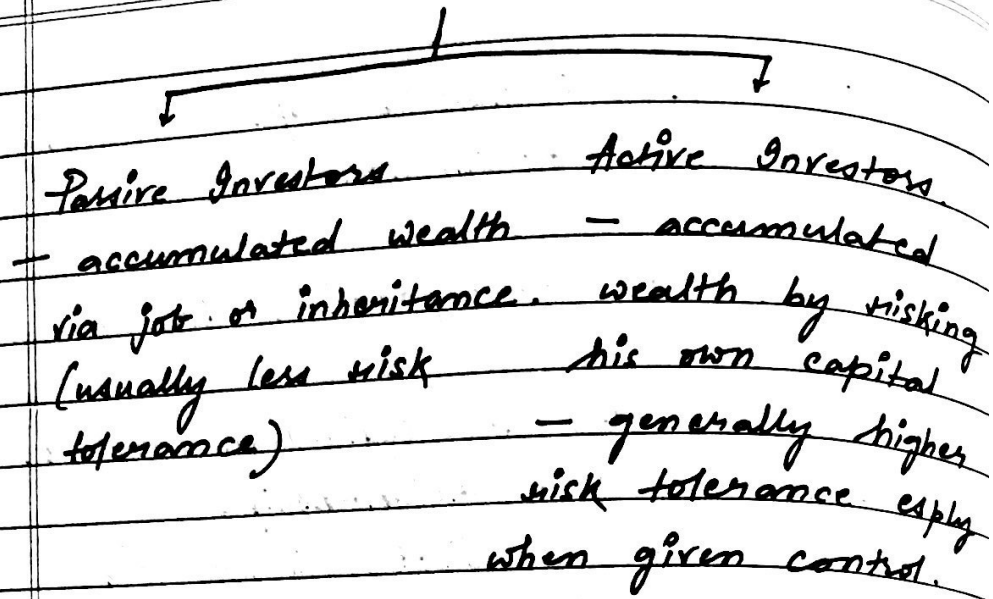 Passive Investors
- accumulated wealth
via job or inheritance.
(usually less risk
tolerance)
Active Investors.
- accumulated
wealth by risking
his own capital
- generally higher
risk tolerance esply
when given control.